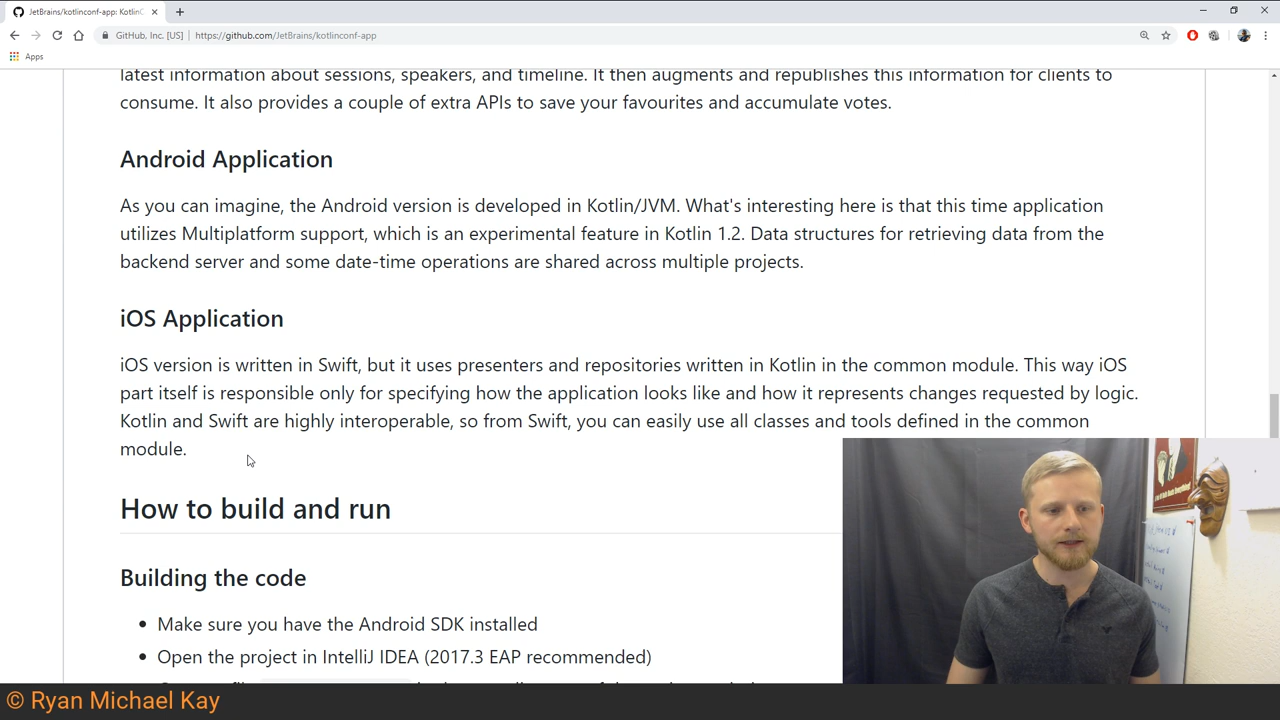 JetBrains/kotlinconf-app: KotlinC
GitHub, Inc. [US]
https://github.com/JetBrains/kotlinconf-app
Apps
latest information about sessions, speakers, and timeline. It then augments and republishes this information for clients to
consume. It also provides a couple of extra APIs to save your favourites and accumulate votes.
Android Application
As you can imagine, the Android version is developed in Kotlin/JVM. What's interesting here is that this time application
utilizes Multiplatform support, which is an experimental feature in Kotlin 1.2. Data structures for retrieving data from the
backend server and some date-time operations are shared across multiple projects.
iOS Application
iOS version is written in Swift, but it uses presenters and repositories written in Kotlin in the common module. This way iOS
part itself is responsible only for specifying how the application looks like and how it represents changes requested by logic.
Kotlin and Swift are highly interoperable, so from Swift, you can easily use all classes and tools defined in the common
module.
How to build and run
Building the code
Make sure you have the Android SDK installed
Open the project in IntelliJ IDEA (2017.3 EAP recommended)
© Ryan Michael Kay